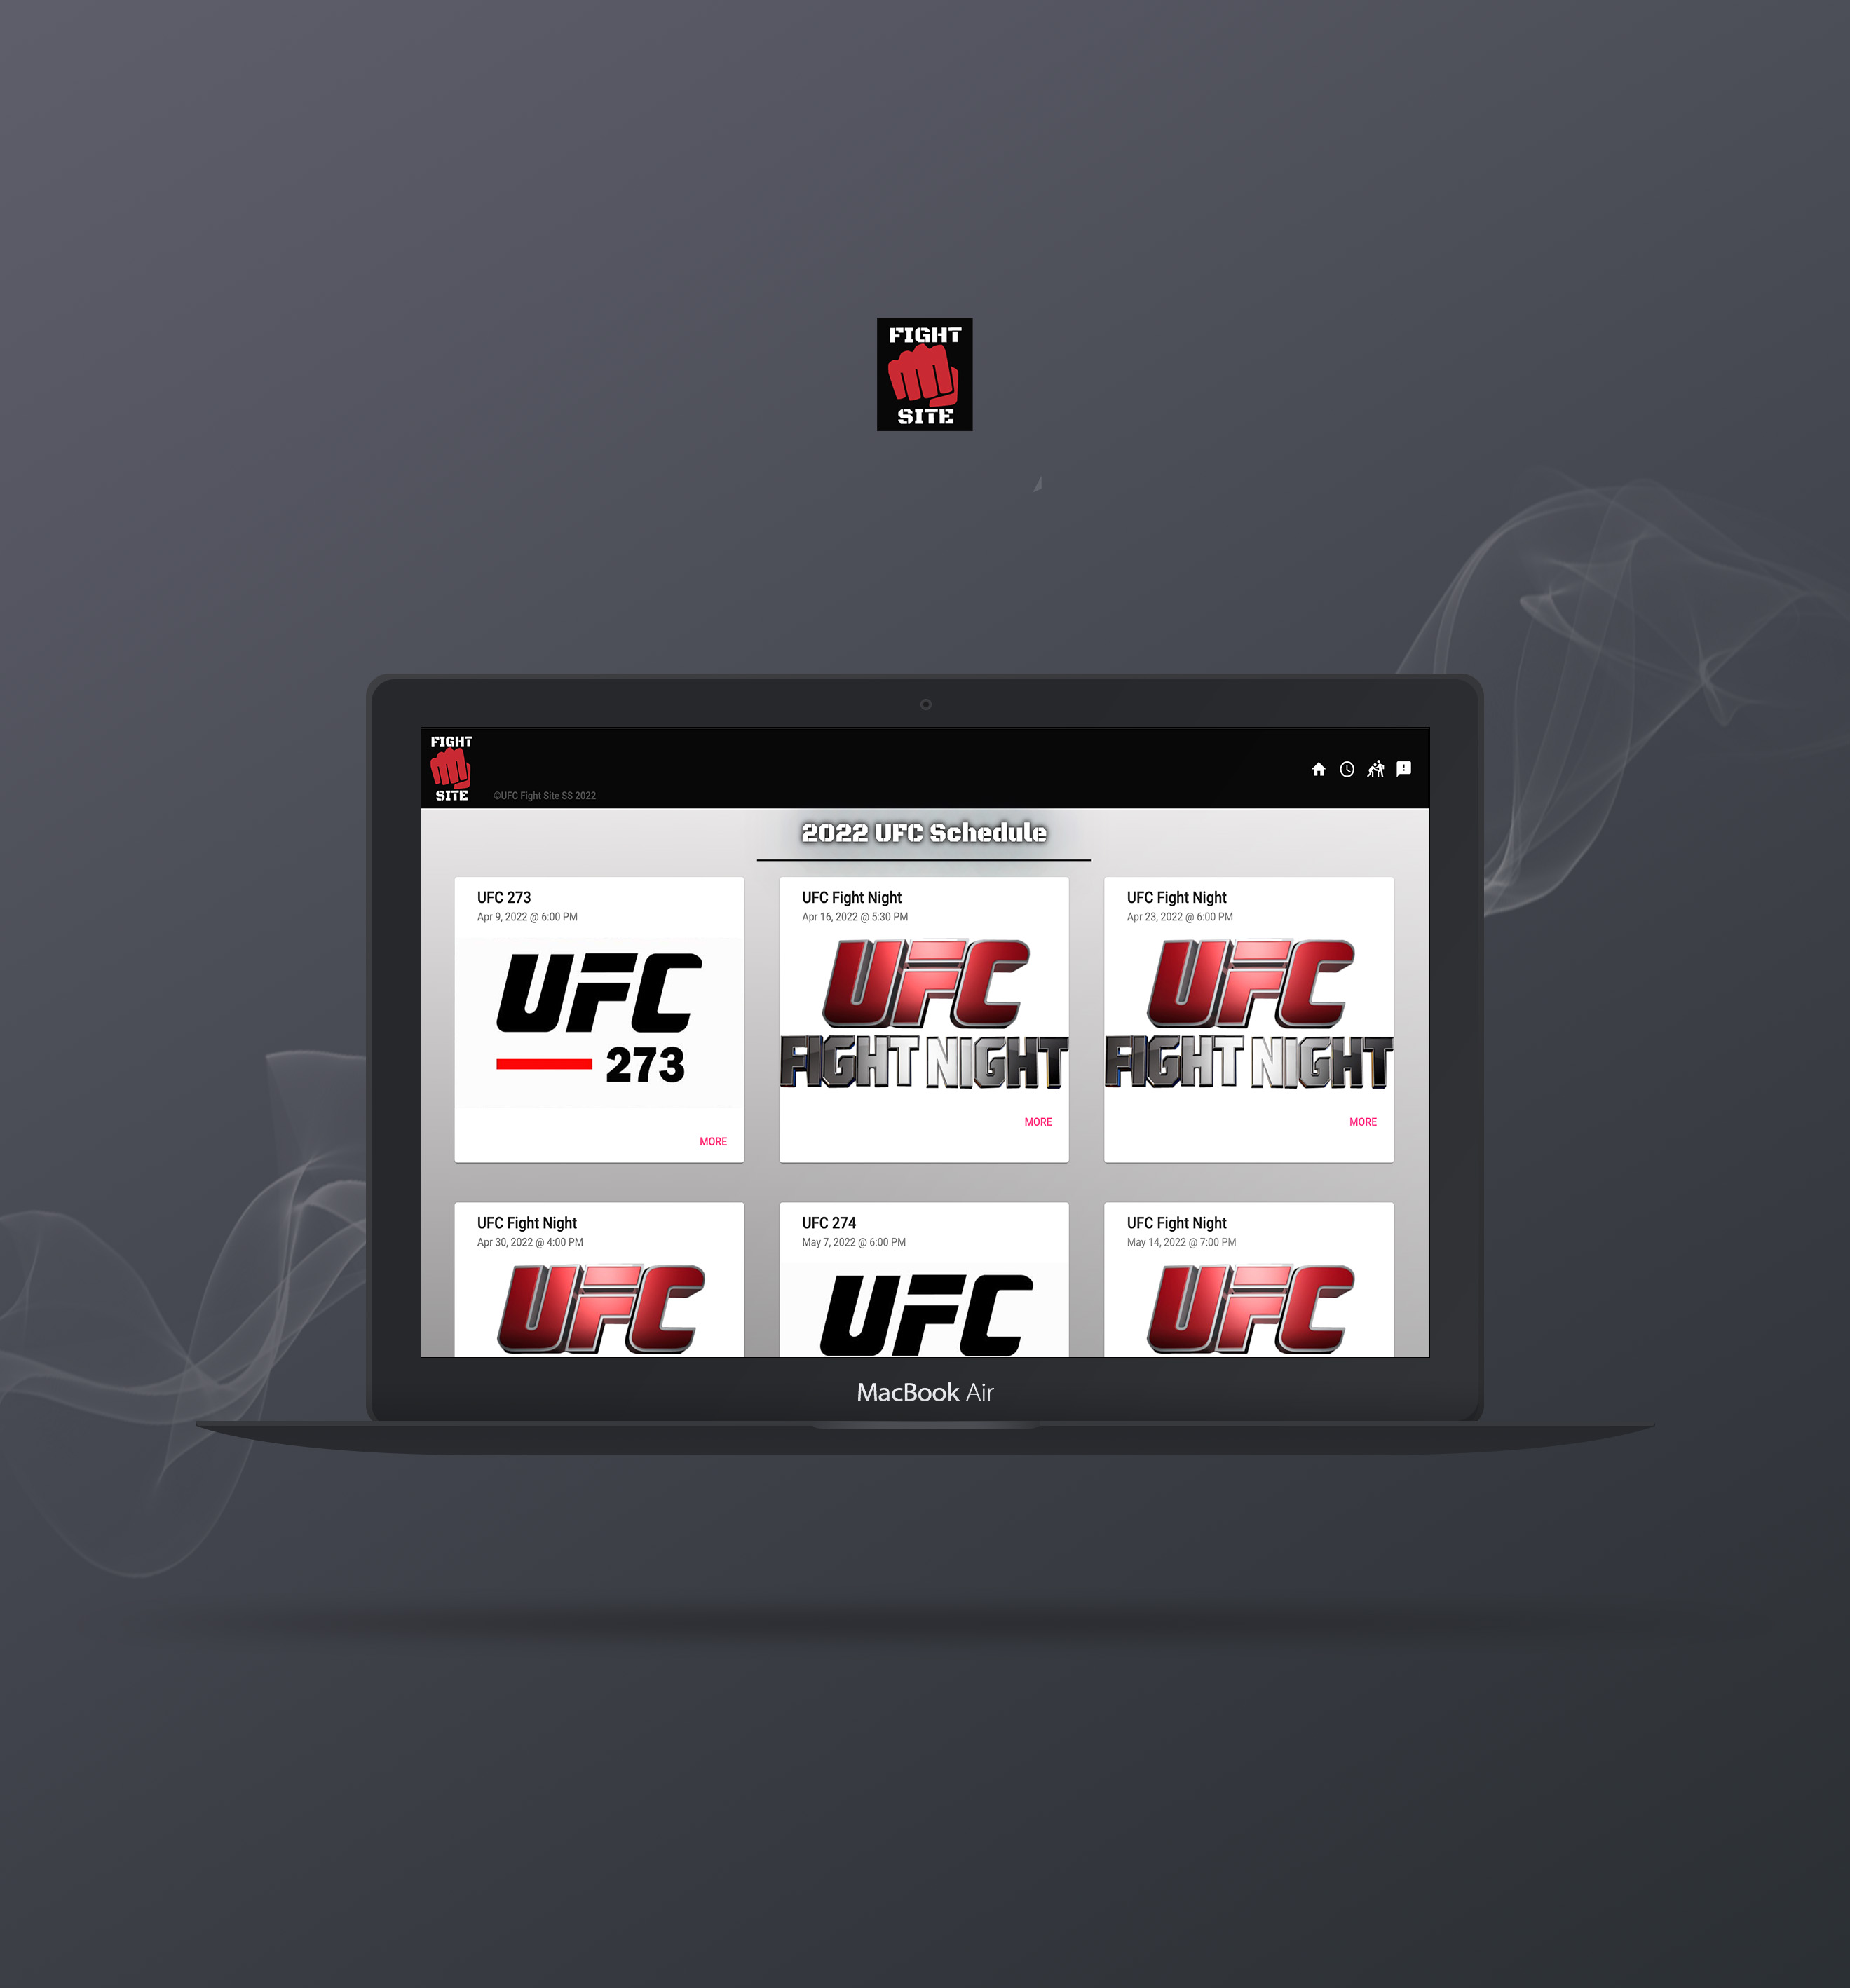 FIGHT
SITE
FIGHT
SITE
©UFC Fight Site SS 2022
2022 UFC Schedule
UFC 273
Apr 9, 2022 @ 6:00 PM
UFC
273
MORE
UFC Fight Night
Apr 16, 2022 @ 5:30 PM
UFC
FIGHT NIGHT
MORE
UFC Fight Night
Apr 23, 2022 @ 6:00 PM
UFC
FIGHT NIGHT
MORE
UFC Fight Night
Apr 30, 2022 @ 4:00 PM
UFC
UFC 274
May 7, 2022 @ 6:00 PM
UFC
UFC Fight Night
May 14, 2022 @ 7:00 PM
UFC
MacBook Air